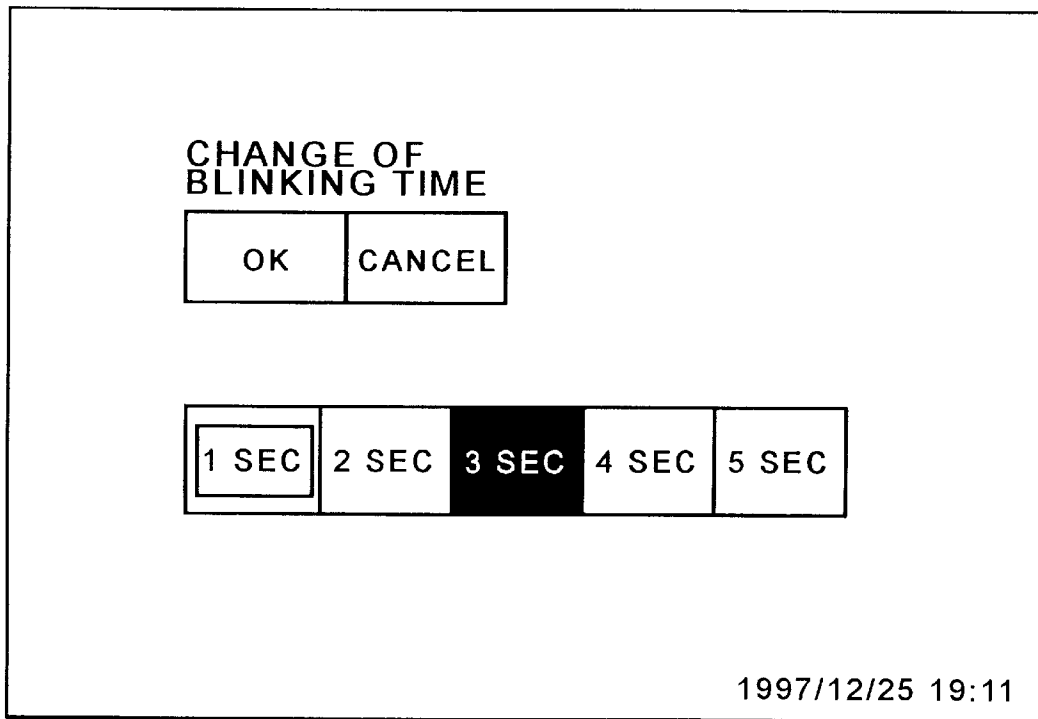 CHANGE OF
BLINKING TIME
OK CANCEL
1 SEC 2 SEC 3 SEC 4 SEC 5 SEC
1997/12/25 19:11